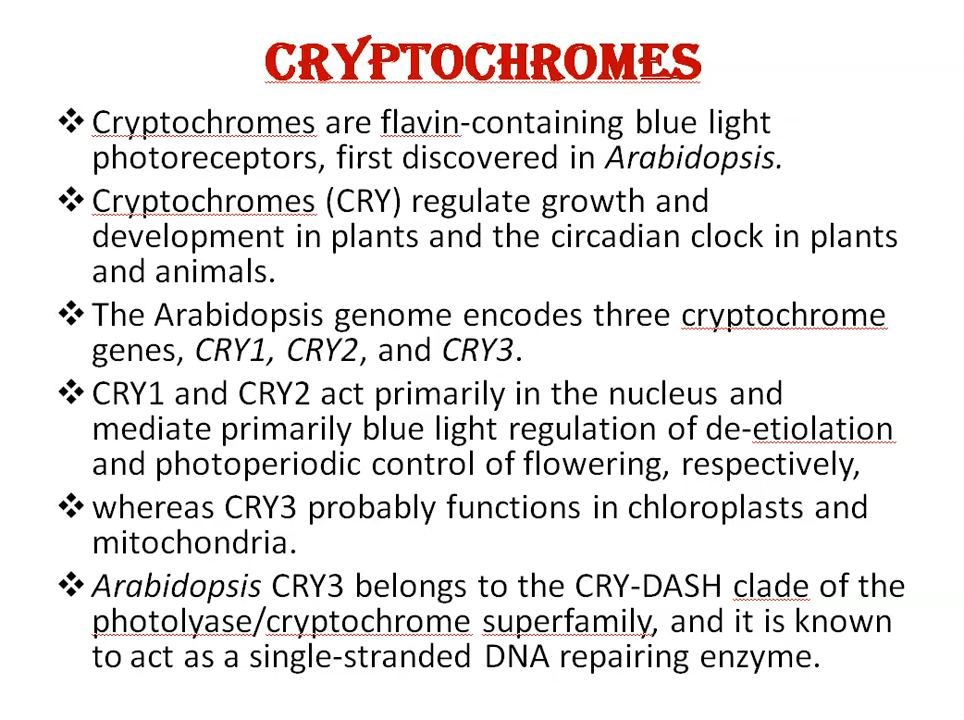 CRYPTOCHROMES
❖ Cryptochromes are flavin-containing blue light
photoreceptors, first discovered in Arabidopsis.
❖ Cryptochromes (CRY) regulate growth and
development in plants and the circadian clock in plants
and animals.
❖ The Arabidopsis genome encodes three cryptochrome
genes, CRY1, CRY2, and CRY3.
❖ CRY1 and CRY2 act primarily in the nucleus and
mediate primarily blue light regulation of de-etiolation
and photoperiodic control of flowering, respectively,
❖ whereas CRY3 probably functions in chloroplasts and
mitochondria.
❖ Arabidopsis CRY3 belongs to the CRY-DASH clade of the
photolyase/cryptochrome superfamily, and it is known
to act as a single-stranded DNA repairing enzyme.